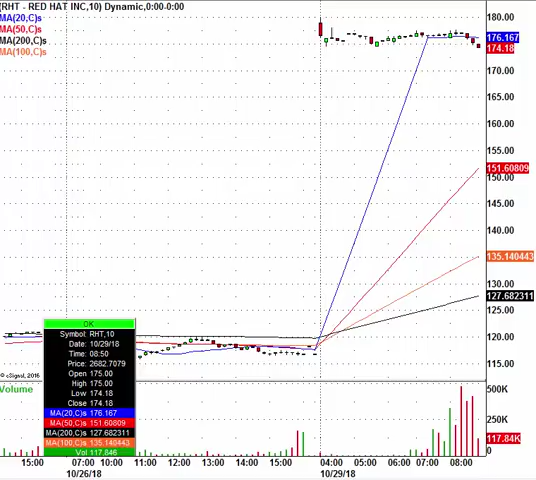 (RHT - RED HAT INC,10) Dynamic,0:00-0:00
MA(20,C)s
MA(50,C)s
MA(200,C)s
MA(100,C)s
180.00
176.167
174.18
170.00
165.00
160.00
155.00
151.60809
150.00
145.00
140.00
135.140443
130.00
127.682311
125.00
120.00
115.00
OK
Symbol: RHT,10
Date: 10/29/18
Time: 08:50
Price: 2682.7079
Open 175.00
High 175.00
Low 174.18
Close 174.18
MA(20,C)s 176.167
MA(50,C)s 151.60809
MA(200,C)s 127.682311
MA(100,C)s 135.140443
Vol 117.846
© eSignal, 2016
Volume
500K
250K
117.84K
0
15:00 07:00 10:00 11:00 12:00 13:00 14:00 15:00 04:00 05:00 06:00 07:00 08:00
10/26/18 10/29/18